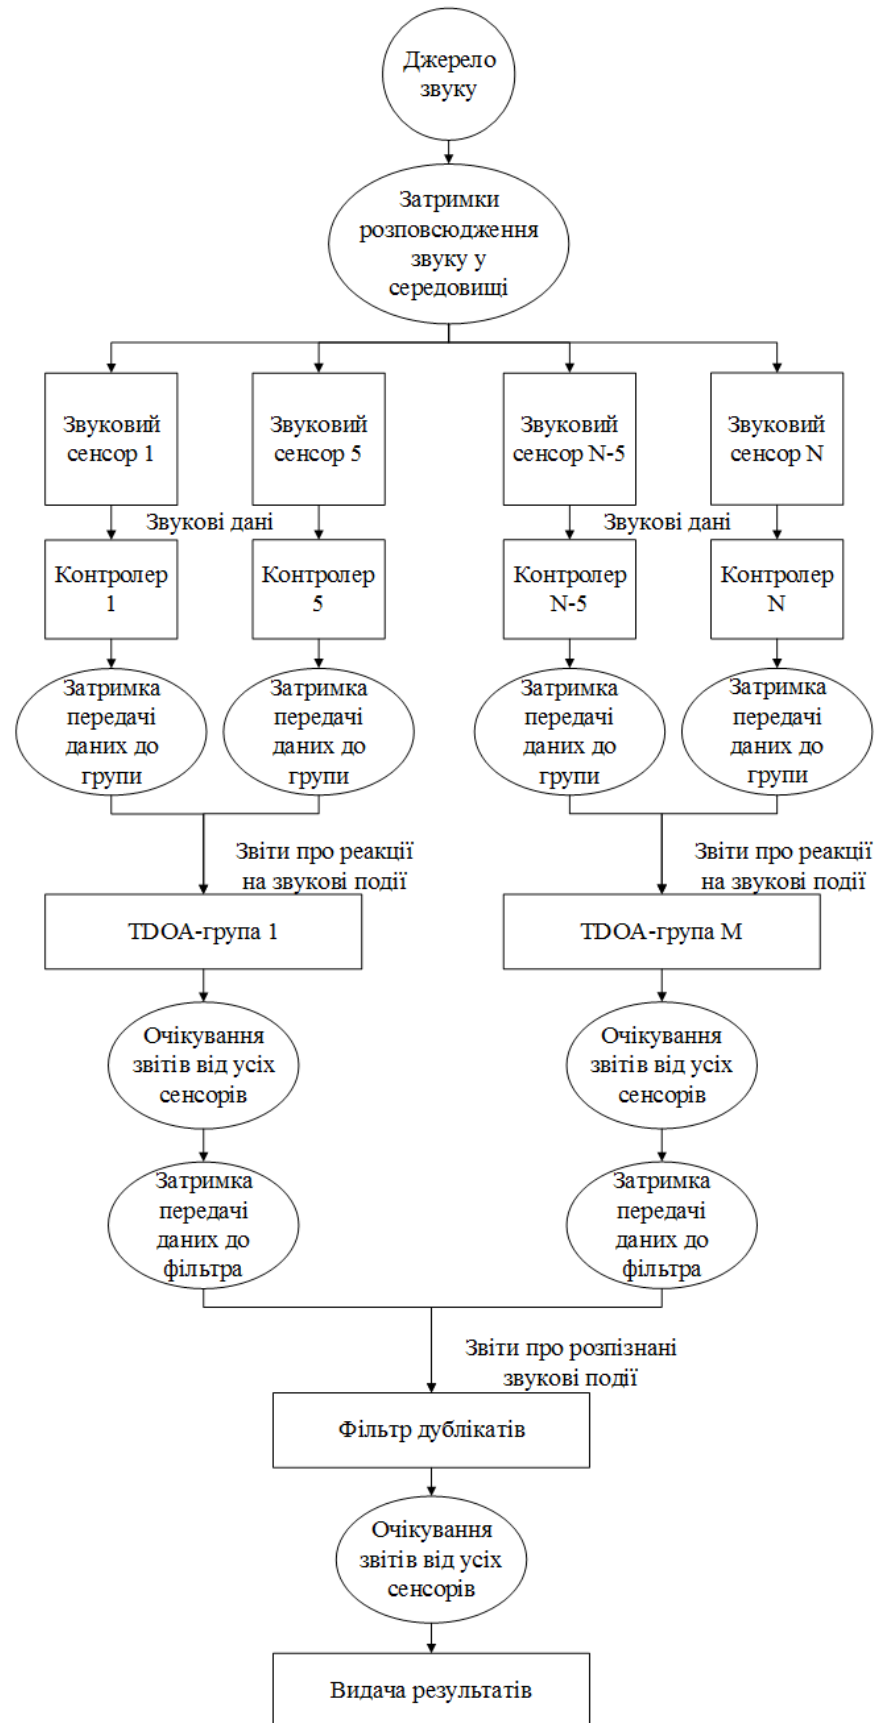 Джерело
звуку
Затримки
розповсюдження
звуку у
середовищі
Звуковий
сенсор 1
Звуковий
сенсор 5
Звуковий
сенсор N-5
Звуковий
сенсор N
Звукові дані
Звукові дані
Контролер
1
Контролер
5
Контролер
N-5
Контролер
N
Затримка
передачі
даних до
групи
Затримка
передачі
даних до
групи
Затримка
передачі
даних до
групи
Затримка
передачі
даних до
групи
Звіти про реакції
на звукові події
Звіти про реакції
на звукові події
TDOA-група 1
TDOA-група M
Очікування
звітів від усіх
сенсорів
Очікування
звітів від усіх
сенсорів
Затримка
передачі
даних до
фільтра
Затримка
передачі
даних до
фільтра
Звіти про розпізнані
звукові події
Фільтр дублікатів
Очікування
звітів від усіх
сенсорів
Видача результатів